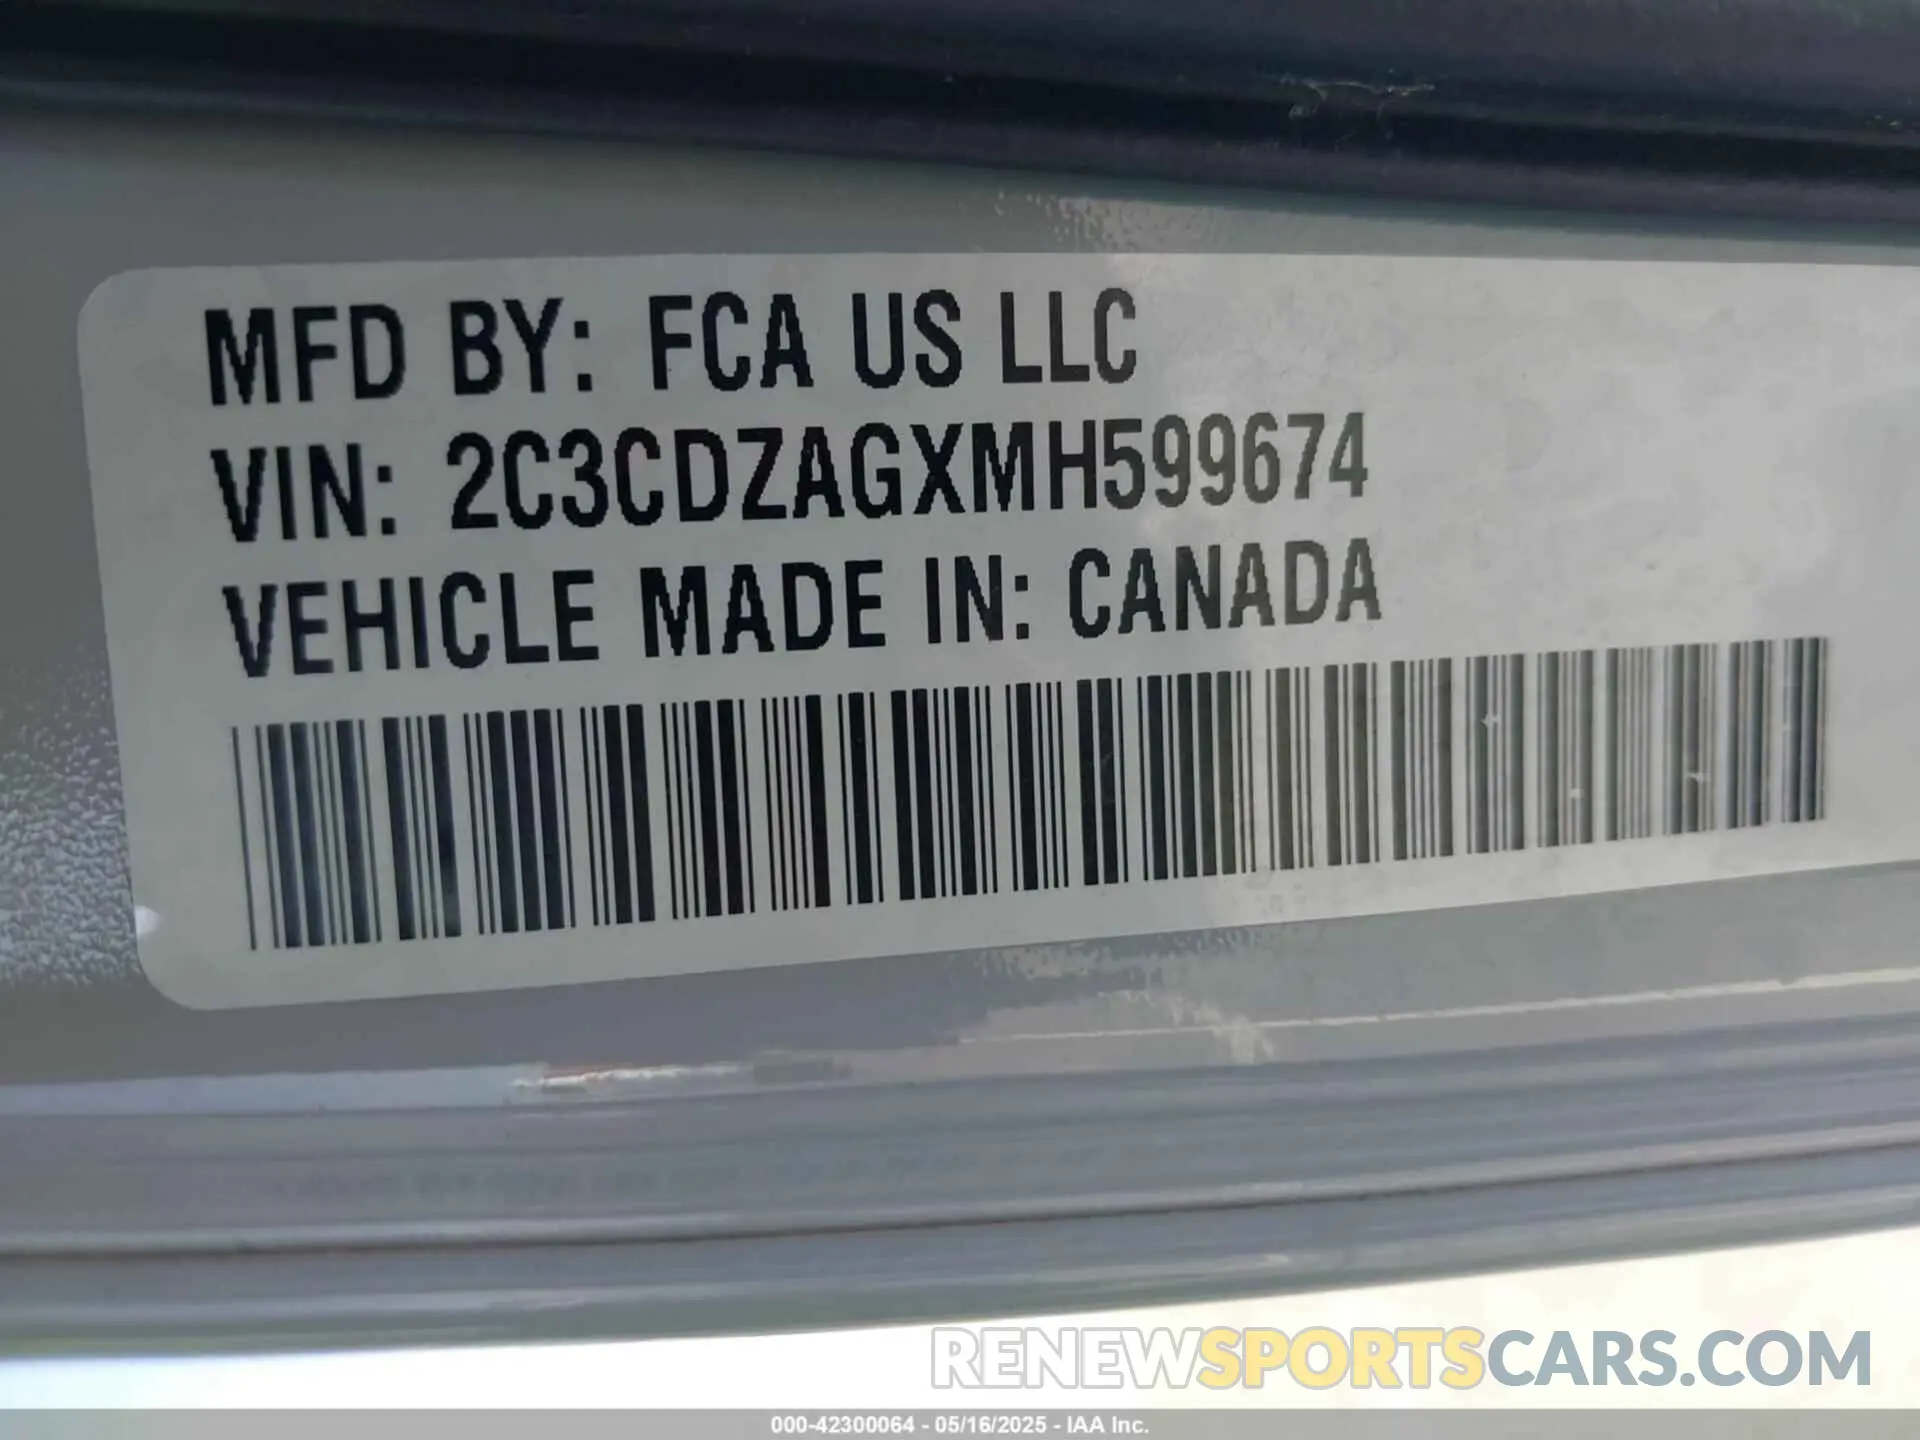 MFD BY: FCA US LLC
VIN: 2C3CDZAGXMH599674
VEHICLE MADE IN: CANADA
RENEWSPORTSCARS.COM
000-42300064 - 05/16/2025 - IAA Inc.